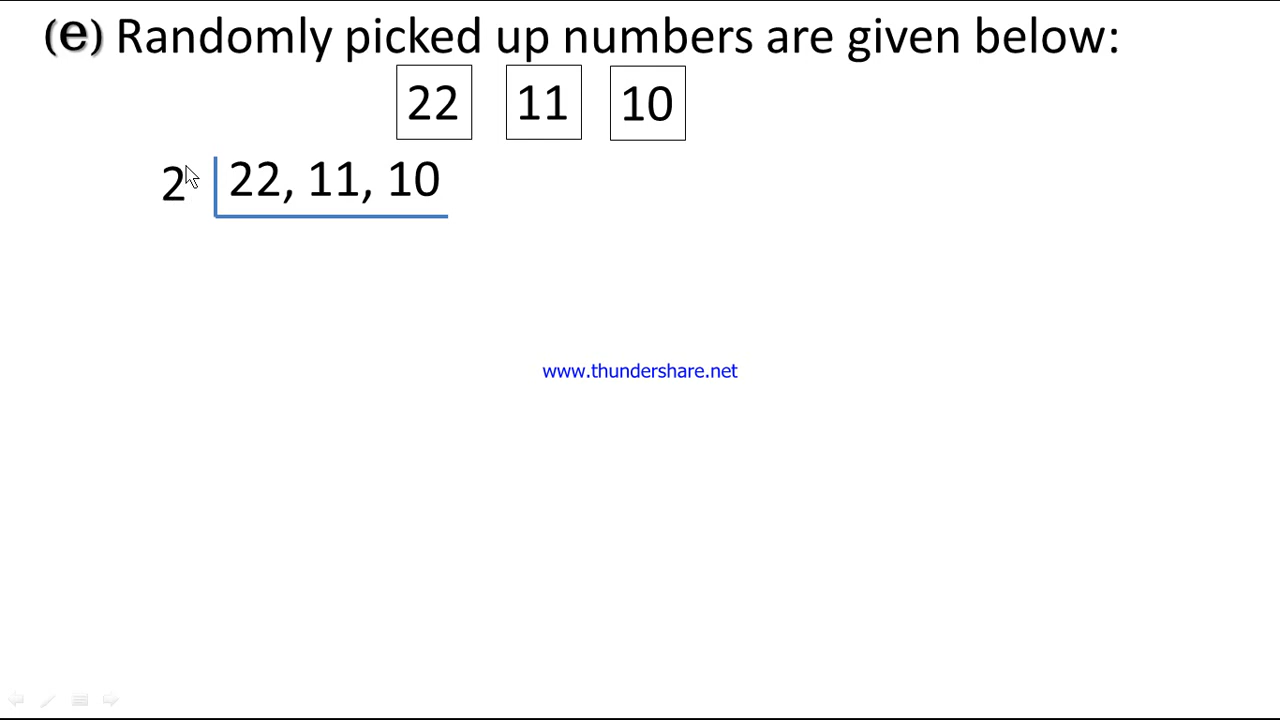 (e) Randomly picked up numbers are given below:
22 11 10
2 22, 11, 10
www.thundershare.net